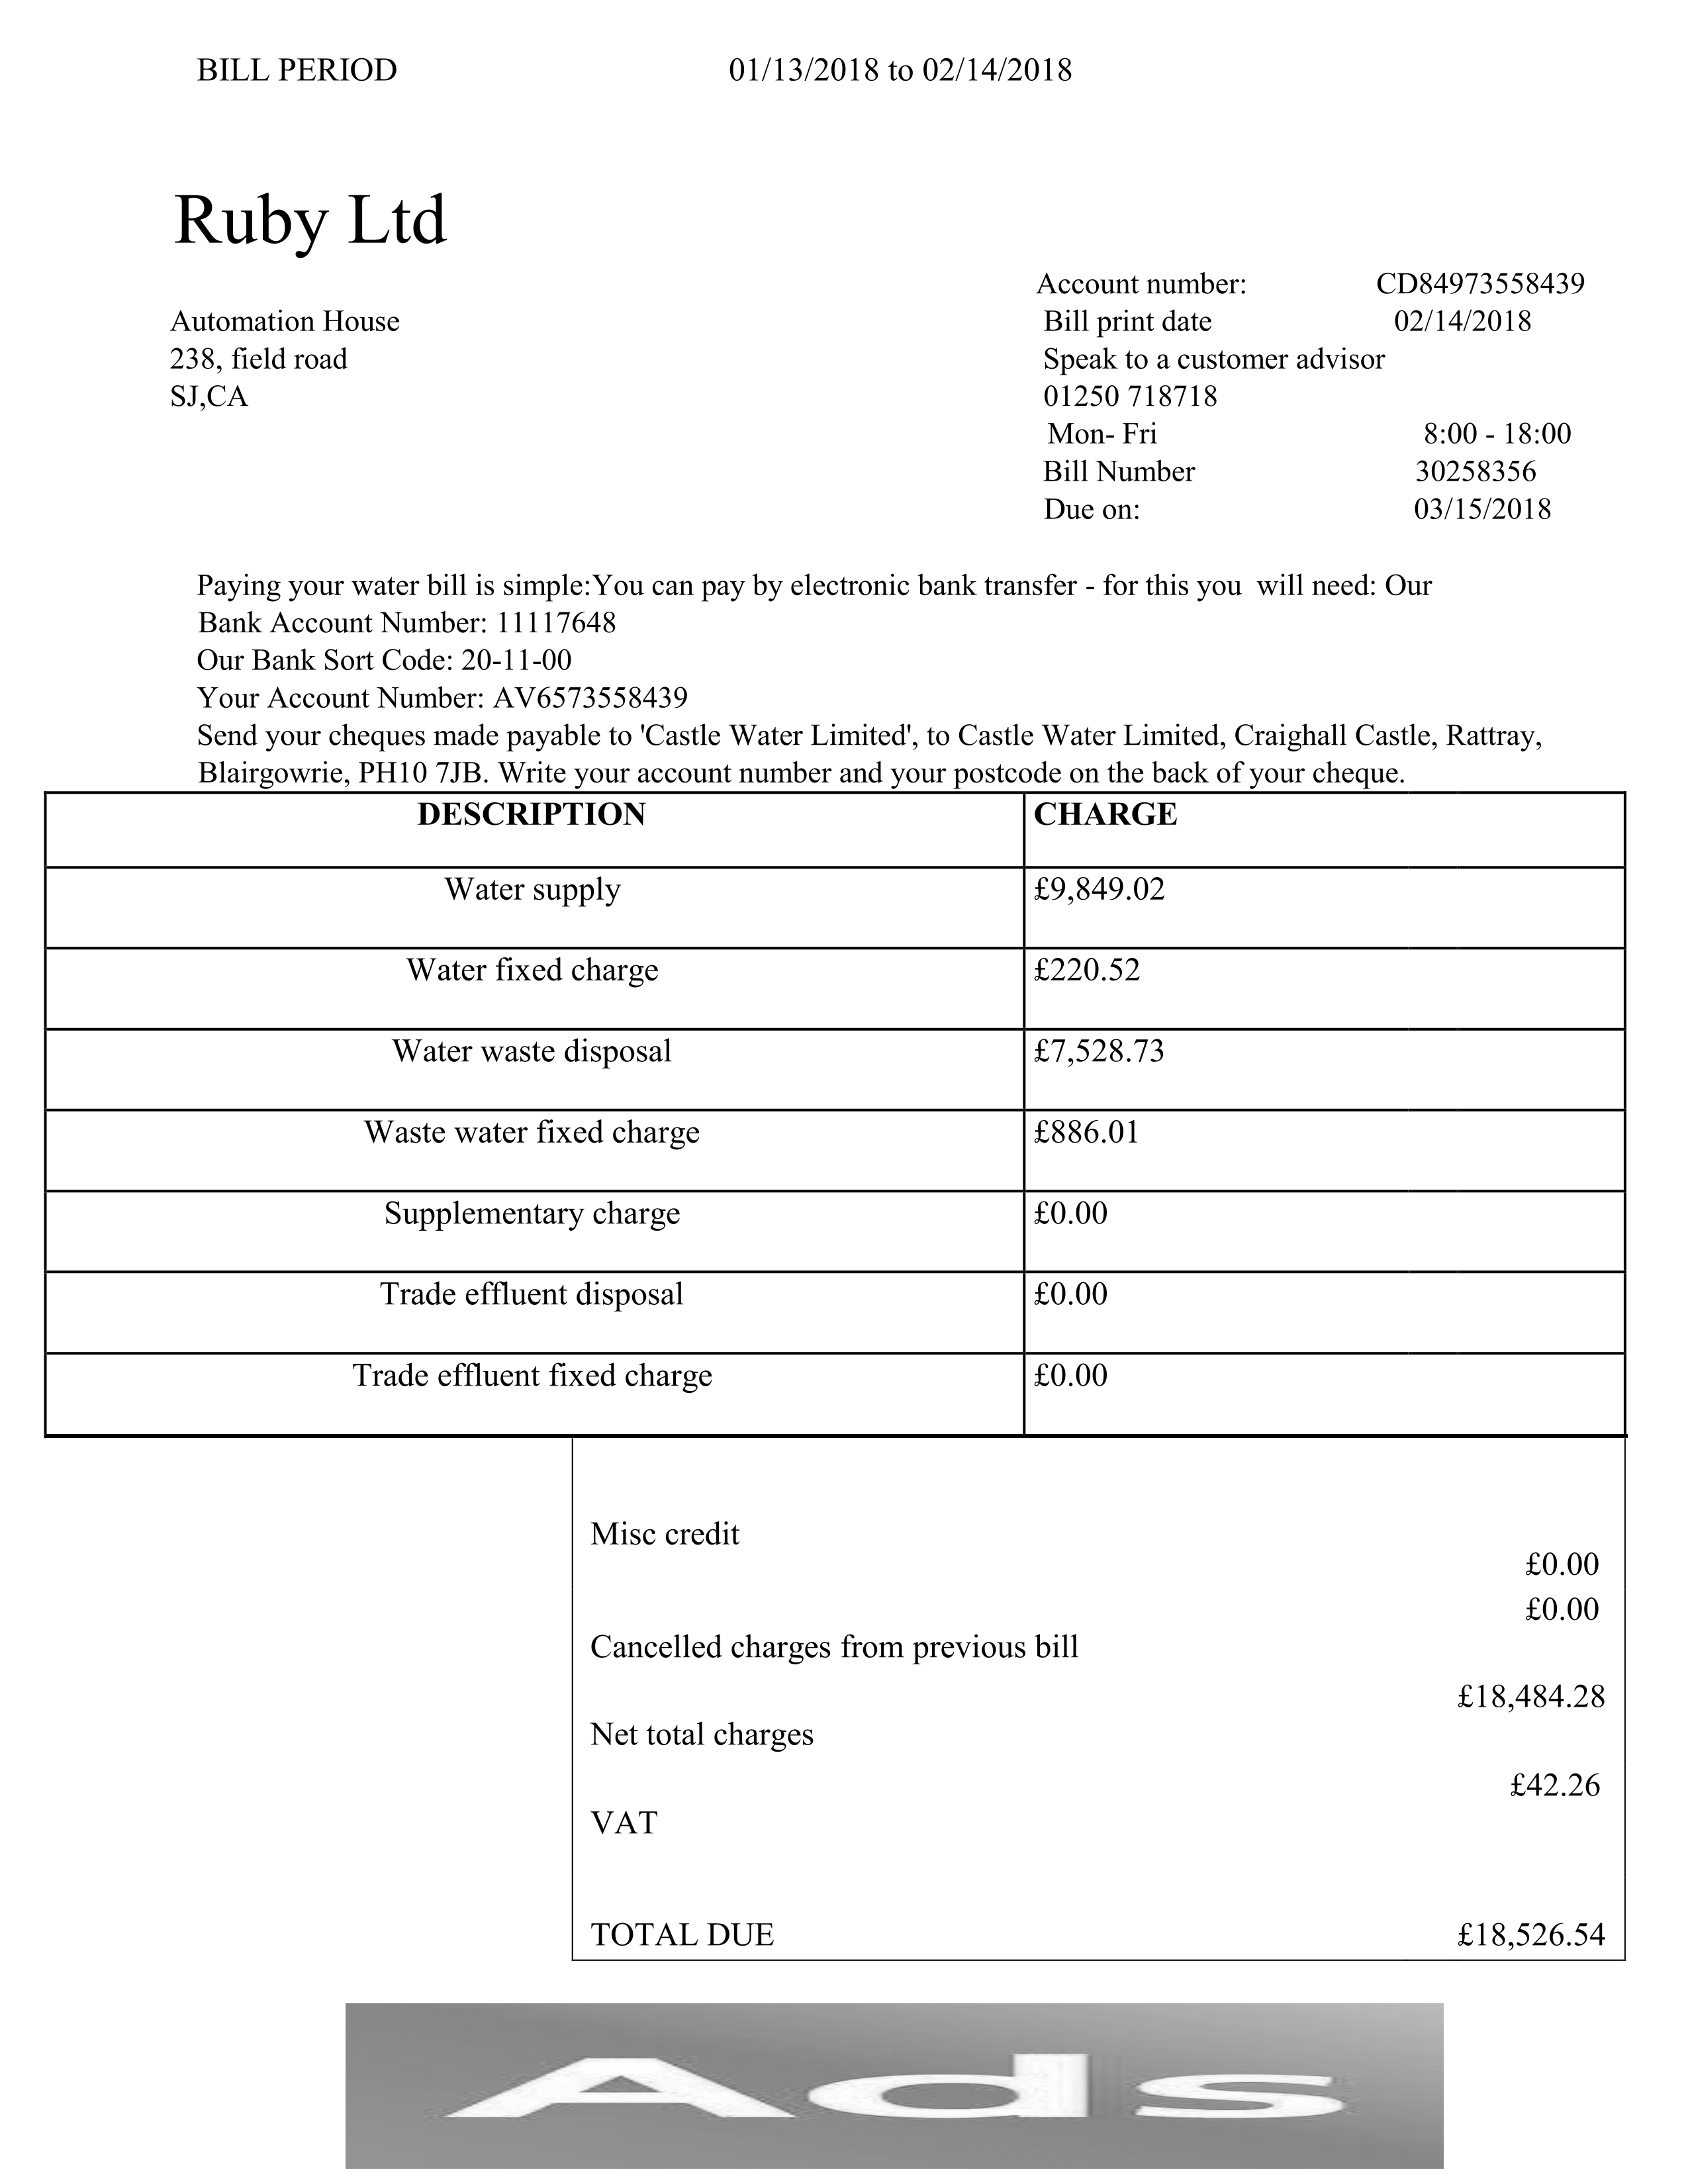 BILL PERIOD 01/13/2018 to 02/14/2018
Ruby Ltd
Account number: CD84973558439
Automation House Bill print date 02/14/2018
238, field road Speak to a customer advisor
SJ,CA 01250 718718
Mon- Fri 8:00 - 18:00
Bill Number 30258356
Due on: 03/15/2018
Paying your water bill is simple:You can pay by electronic bank transfer - for this you will need: Our
Bank Account Number: 11117648
Our Bank Sort Code: 20-11-00
Your Account Number: AV6573558439
Send your cheques made payable to 'Castle Water Limited', to Castle Water Limited, Craighall Castle, Rattray,
Blairgowrie, PH10 7JB. Write your account number and your postcode on the back of your cheque.
DESCRIPTION CHARGE
Water supply £9,849.02
Water fixed charge £220.52
Water waste disposal £7,528.73
Waste water fixed charge £886.01
Supplementary charge £0.00
Trade effluent disposal £0.00
Trade effluent fixed charge £0.00
Misc credit
£0.00
£0.00
Cancelled charges from previous bill
£18,484.28
Net total charges
£42.26
VAT
TOTAL DUE £18,526.54
Ads